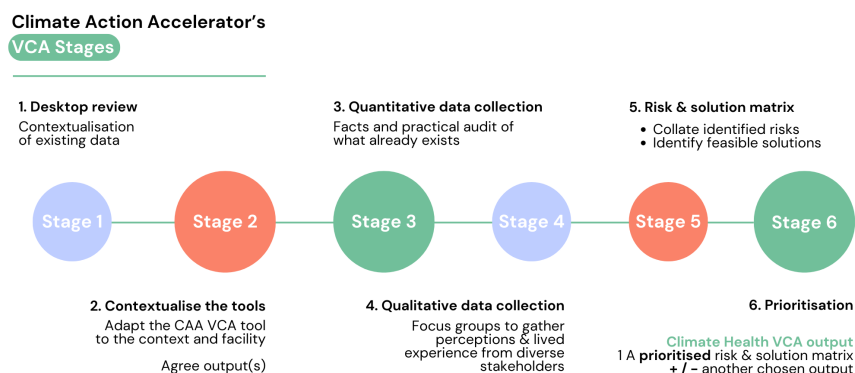 Climate Action Accelerator's
VCA Stages
1. Desktop review
Contextualisation
of existing data
3. Quantitative data collection
Facts and practical audit of
what already exists
5. Risk & solution matrix
• Collate identified risks
• Identify feasible solutions
Stage 1
Stage 2
Stage 3
Stage 4
Stage 5
Stage 6
2. Contextualise the tools
Adapt the CAA VCA tool
to the context and facility
Agree output(s)
4. Qualitative data collection
Focus groups to gather
perceptions & lived
experience from diverse
stakeholders
6. Prioritisation
Climate Health VCA output
1 A prioritised risk & solution matrix
+ / - another chosen output